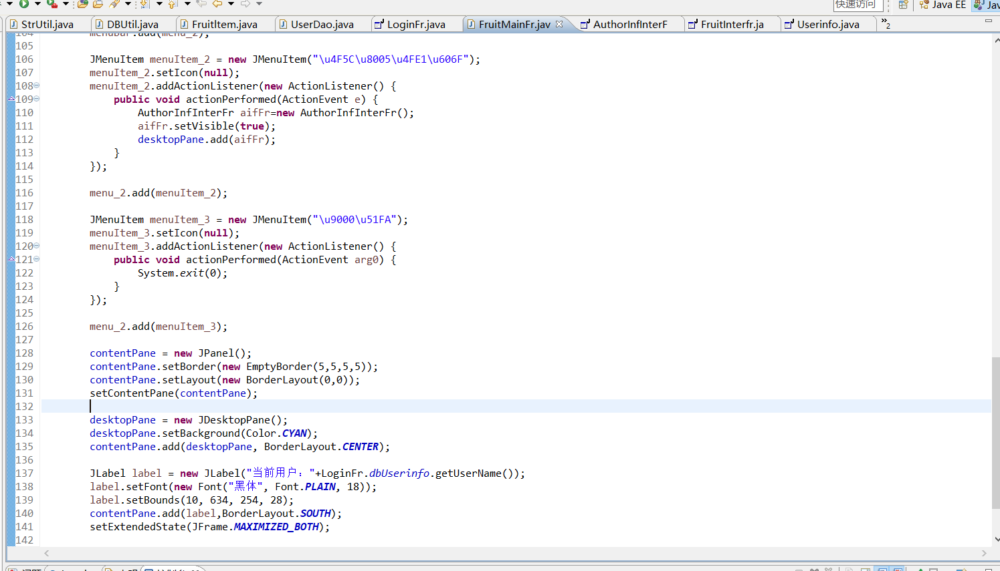 快速访问 Java EE Jav
StrUtil.java DBUtil.java FruitItem.java UserDao.java LoginFr.java FruitMainFr.jav AuthorInfInterF FruitInterfr.ja Userinfo.java »2
104 menuBar.add(menu_2);
105
106 JMenuItem menuItem_2 = new JMenuItem("\u4F5C\u8005\u4FE1\u606F");
107 menuItem_2.setIcon(null);
108 menuItem_2.addActionListener(new ActionListener() {
109 public void actionPerformed(ActionEvent e) {
110 AuthorInfInterFr aifFr=new AuthorInfInterFr();
111 aifFr.setVisible(true);
112 desktopPane.add(aifFr);
113 }
114 });
115
116 menu_2.add(menuItem_2);
117
118 JMenuItem menuItem_3 = new JMenuItem("\u9000\u51FA");
119 menuItem_3.setIcon(null);
120 menuItem_3.addActionListener(new ActionListener() {
121 public void actionPerformed(ActionEvent arg0) {
122 System.exit(0);
123 }
124 });
125
126 menu_2.add(menuItem_3);
127
128 contentPane = new JPanel();
129 contentPane.setBorder(new EmptyBorder(5,5,5,5));
130 contentPane.setLayout(new BorderLayout(0,0));
131 setContentPane(contentPane);
132
133 desktopPane = new JDesktopPane();
134 desktopPane.setBackground(Color.CYAN);
135 contentPane.add(desktopPane, BorderLayout.CENTER);
136
137 JLabel label = new JLabel("当前用户："+LoginFr.dbUserinfo.getUserName());
138 label.setFont(new Font("黑体", Font.PLAIN, 18));
139 label.setBounds(10, 634, 254, 28);
140 contentPane.add(label,BorderLayout.SOUTH);
141 setExtendedState(JFrame.MAXIMIZED_BOTH);
142